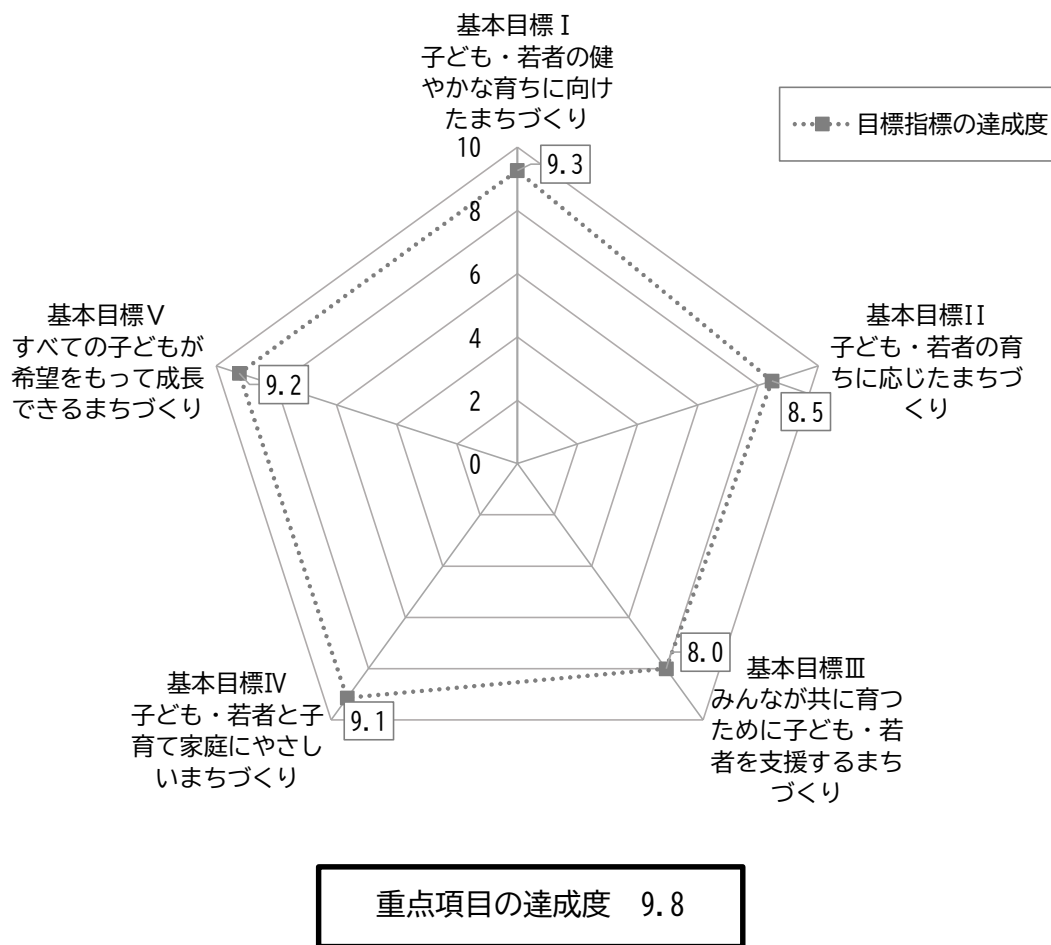 基本目標Ⅰ
子ども・若者の健
やかな育ちに向け
たまちづくり
目標指標の達成度
10
9.3
8
6
4
2
0
基本目標Ⅴ
すべての子どもが
希望をもって成長
できるまちづくり
9.2
基本目標II
子ども・若者の育
ちに応じたまちづ
くり
8.5
基本目標Ⅳ
子ども・若者と子
育て家庭にやさし
いまちづくり
9.1
8.0
基本目標Ⅲ
みんなが共に育つ
ために子ども・若
者を支援するまち
づくり
重点項目の達成度 9.8